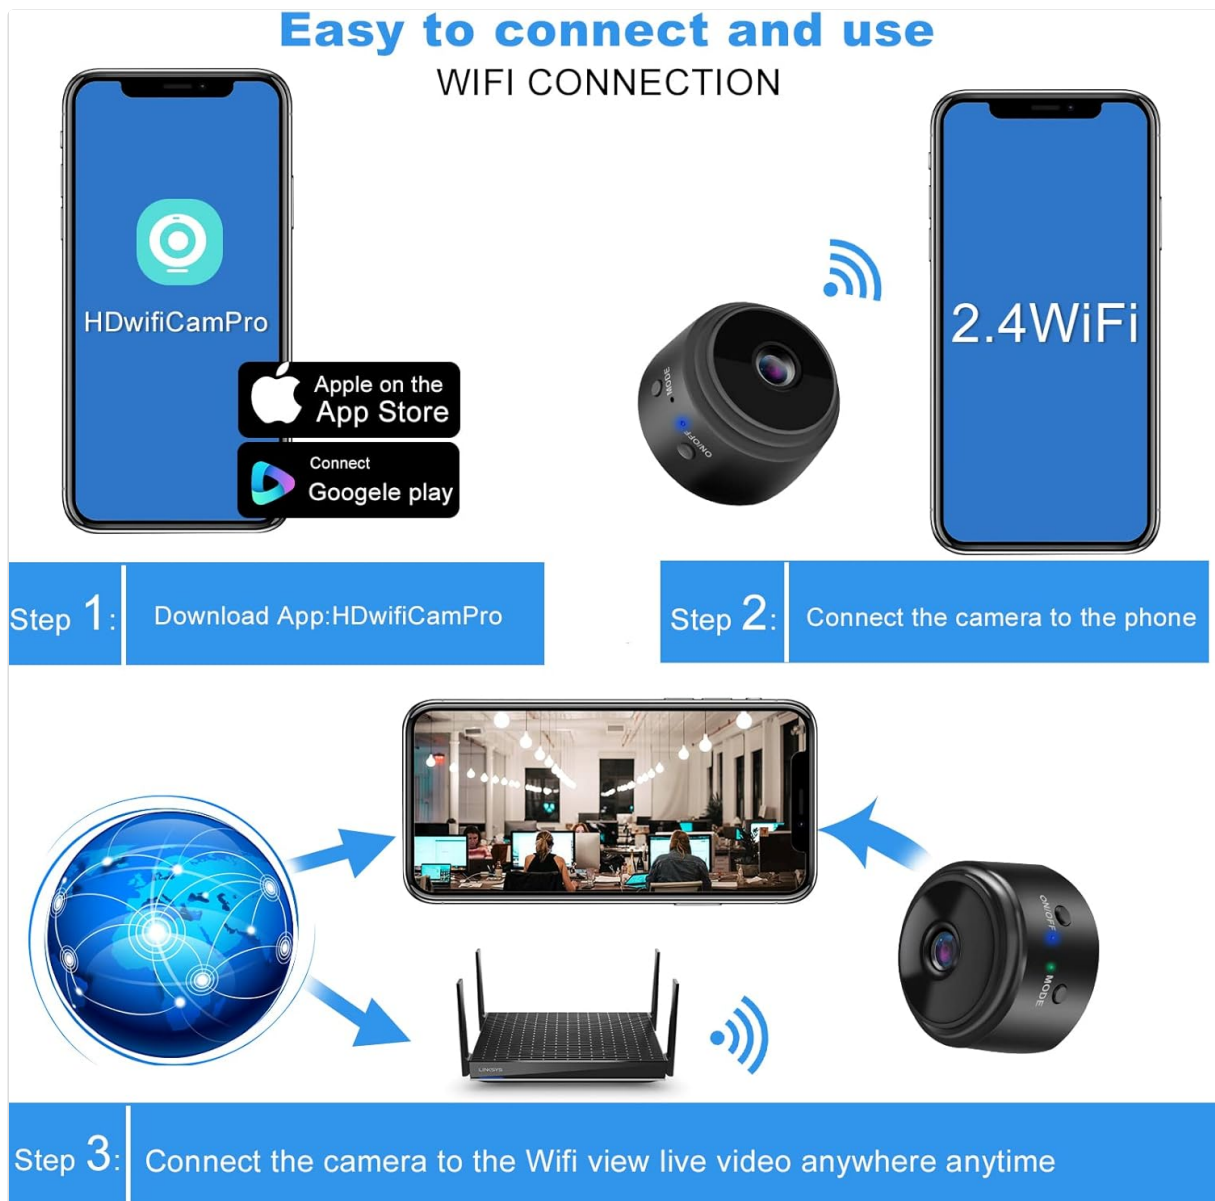 Easy to connect and use
WIFI CONNECTION
HDwifiCamPro
Apple on the
App Store
Connect
Googele play
MODE
ON/OFF
2.4WiFi
Step 1:
Download App:HDwifiCamPro
Step 2:
Connect the camera to the phone
ON/OFF
MODE
LINKSYS
Step 3:
Connect the camera to the Wifi view live video anywhere anytime